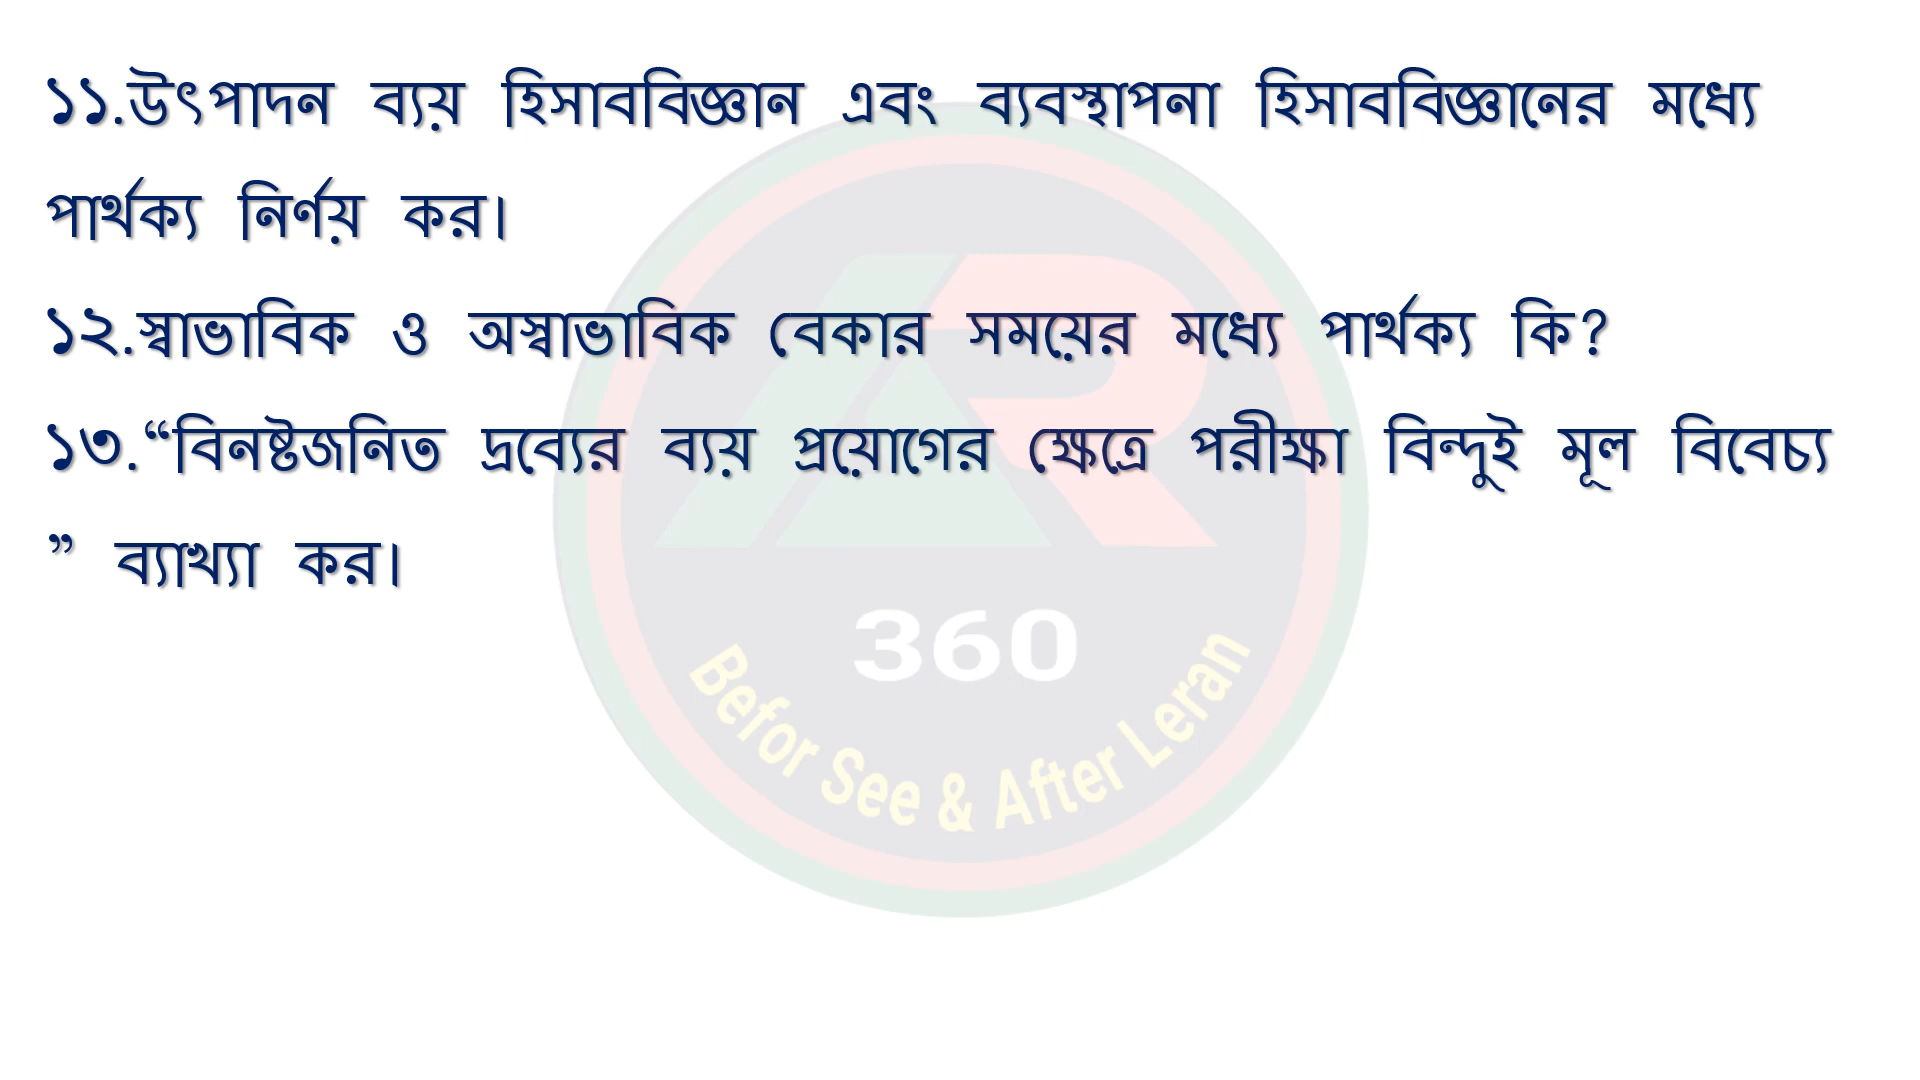 ১১.উৎপাদন ব্যয় হিসাববিজ্ঞান এবং ব্যবস্থাপনা হিসাববিজ্ঞানের মধ্যে
পার্থক্য নির্ণয় কর।
১২.স্বাভাবিক ও অস্বাভাবিক বেকার সময়ের মধ্যে পার্থক্য কি?
১৩.“বিনষ্টজনিত দ্রব্যের ব্যয় প্রয়োগের ক্ষেত্রে পরীক্ষা বিন্দুই মূল বিবেচ্য
” ব্যাখ্যা কর।
AR
360
Befor See & After Leran